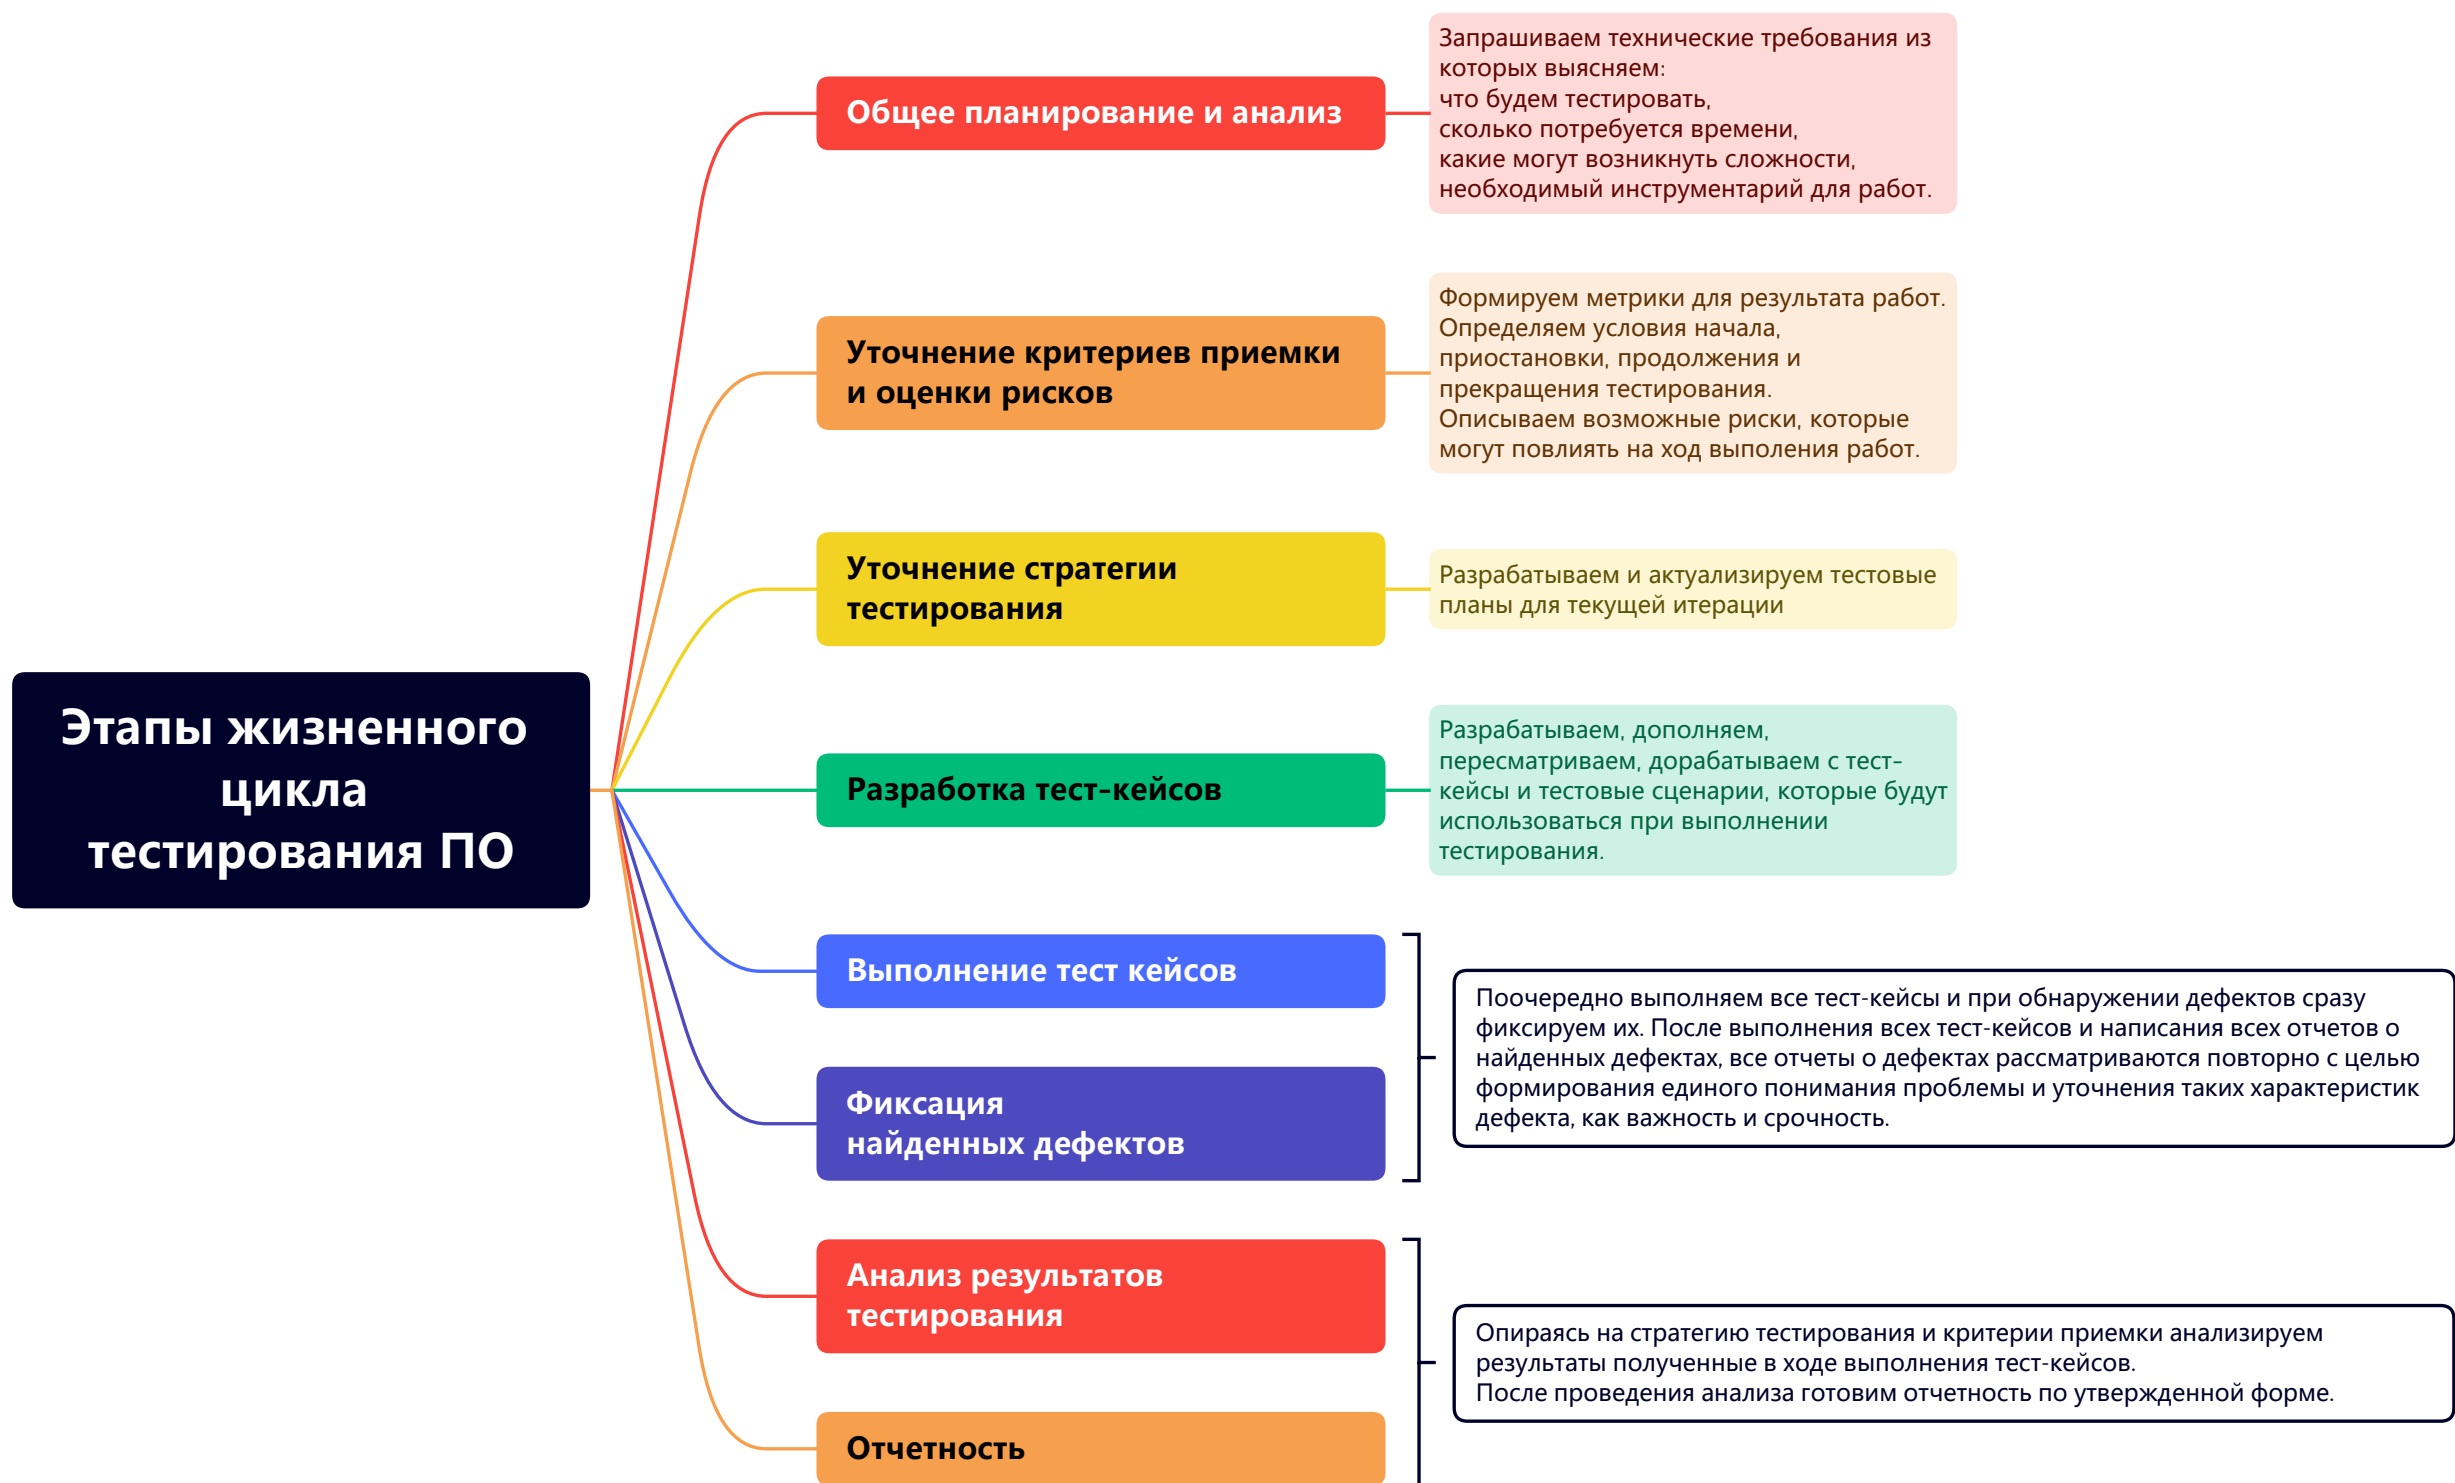 Этапы жизненного
цикла
тестирования ПО
Общее планирование и анализ
Запрашиваем технические требования из
которых выясняем:
что будем тестировать,
сколько потребуется времени,
какие могут возникнуть сложности,
необходимый инструментарий для работ.
Уточнение критериев приемки
и оценки рисков
Формируем метрики для результата работ.
Определяем условия начала,
приостановки, продолжения и
прекращения тестирования.
Описываем возможные риски, которые
могут повлиять на ход выполения работ.
Уточнение стратегии
тестирования
Разрабатываем и актуализируем тестовые
планы для текущей итерации
Разработка тест-кейсов
Разрабатываем, дополняем,
пересматриваем, дорабатываем с тест-
кейсы и тестовые сценарии, которые будут
использоваться при выполнении
тестирования.
Выполнение тест кейсов
Фиксация
найденных дефектов
Поочередно выполняем все тест-кейсы и при обнаружении дефектов сразу
фиксируем их. После выполнения всех тест-кейсов и написания всех отчетов о
найденных дефектах, все отчеты о дефектах рассматриваются повторно с целью
формирования единого понимания проблемы и уточнения таких характеристик
дефекта, как важность и срочность.
Анализ результатов
тестирования
Отчетность
Опираясь на стратегию тестирования и критерии приемки анализируем
результаты полученные в ходе выполнения тест-кейсов.
После проведения анализа готовим отчетность по утвержденной форме.